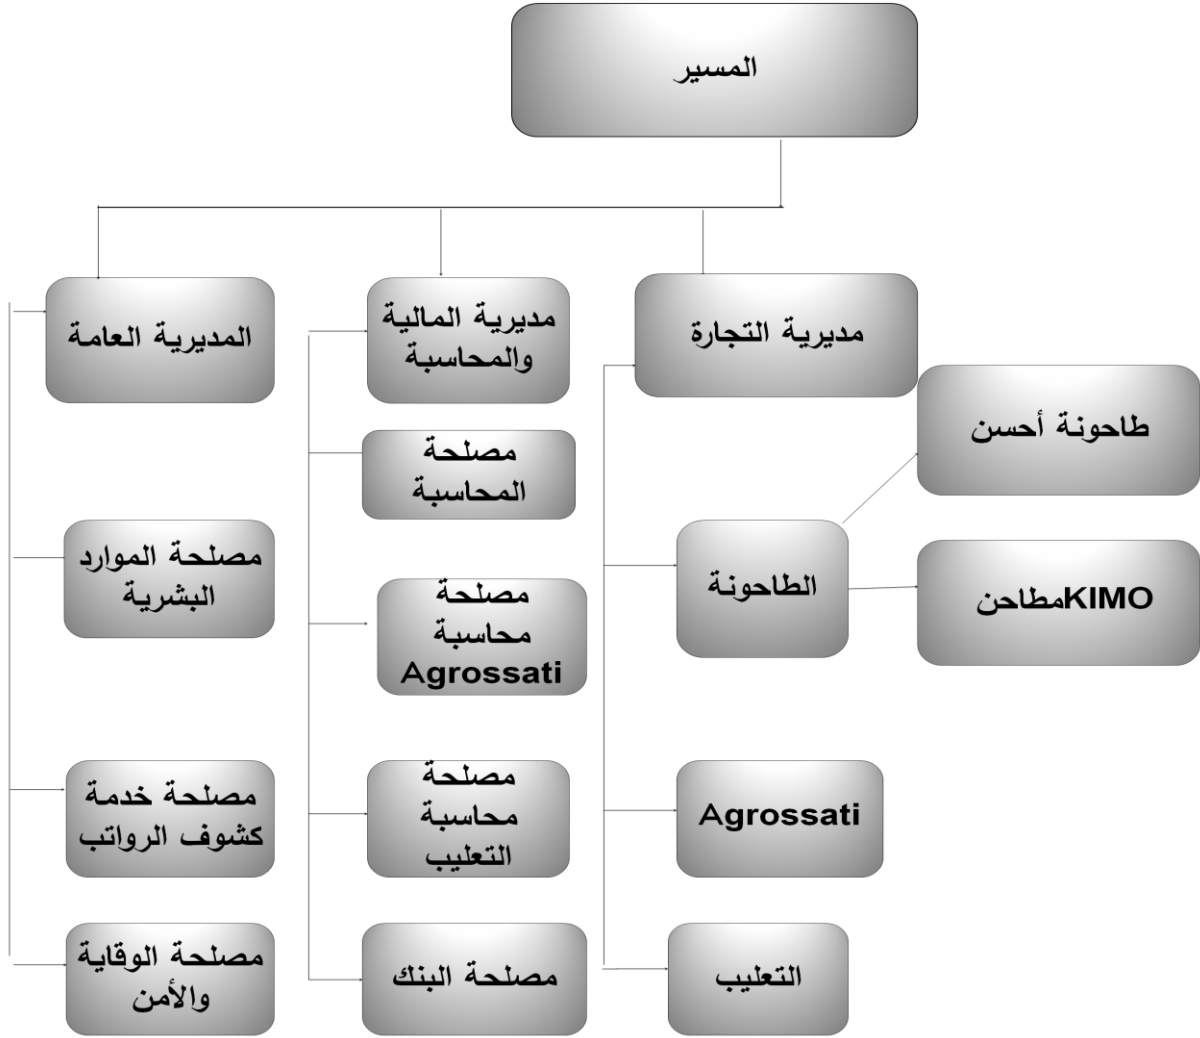 المسير
مديرية التجارة
مديرية المالية
والمحاسبة
المديرية العامة
طاحونة أحسن
مصلحة
المحاسبة
الطاحونة
مطاحنKIMO
مصلحة الموارد
البشرية
مصلحة
محاسبة
Agrossati
Agrossati
مصلحة
محاسبة
التعليب
مصلحة خدمة
كشوف الرواتب
التعليب
مصلحة البنك
مصلحة الوقاية
والأمن